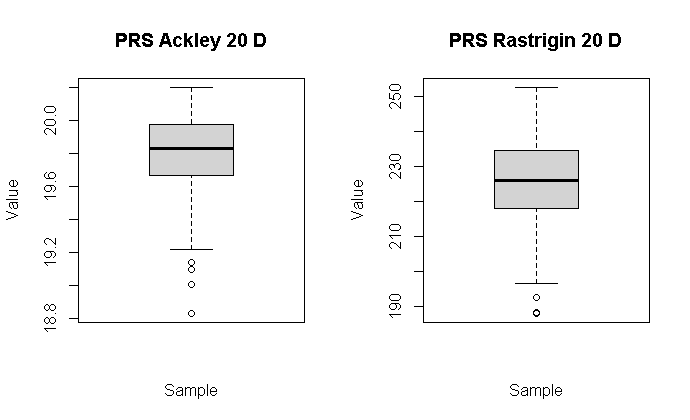 PRS Ackley 20 D
Value
20.0
19.6
19.2
18.8
Sample
PRS Rastrigin 20 D
Value
250
230
210
190
Sample